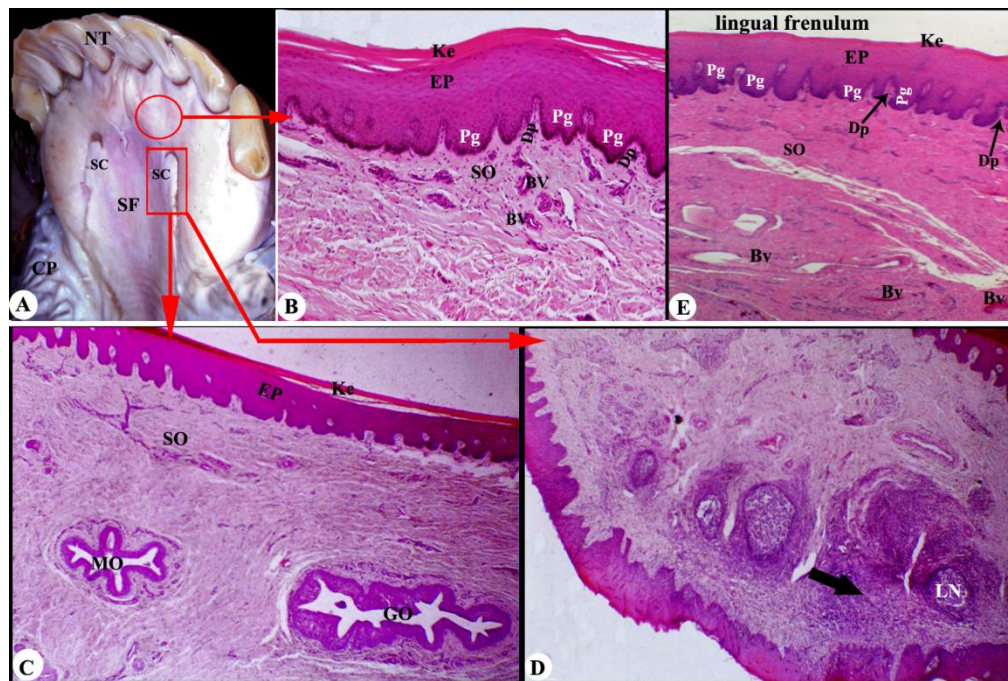 NT
SC
SC
SF
CP
A
Ke
EP
Pg
Dp
Pg
Pg
SO
Dp
BV
BV
B
lingual frenulum
Ke
EP
Pg
Pg
Pg
Pg
Dp
Dp
SO
Bv
Bv
Bv
E
EP
Ke
SO
MO
GO
C
LN
D